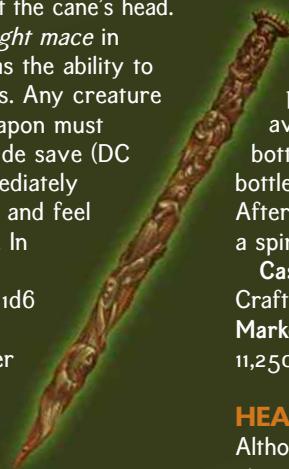 f the cane's head.
ght mace in
s the ability to
s. Any creature
apon must
de save (DC
ediately
and feel
In
1d6
er
av
bott
bottle
After
a spir
Cas
Craft
Mark
11,250
HEA
Altho